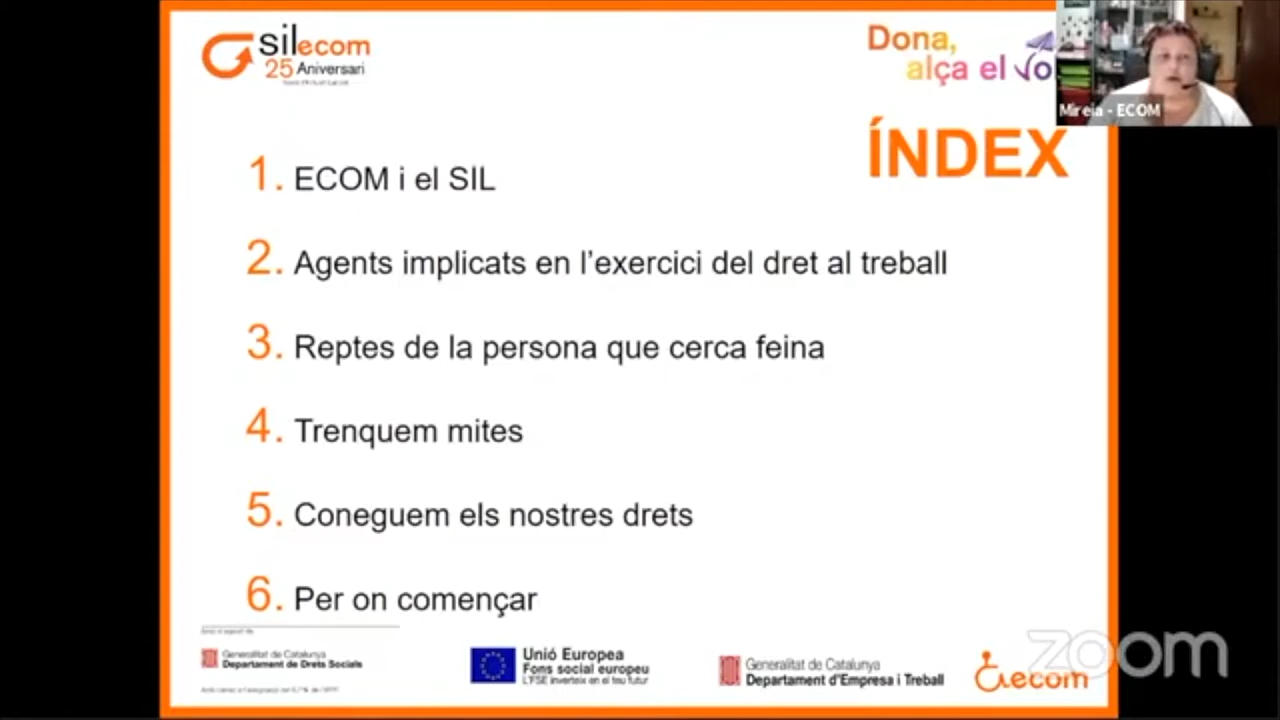 silecom
25 Aniversari
Dona,
alça el vo
Mireia - ECOM
ÍNDEX
1. ECOM i el SIL
2. Agents implicats en l'exercici del dret al treball
3. Reptes de la persona que cerca feina
4. Trenquem mites
5. Coneguem els nostres drets
6. Per on començar
Generalitat de Catalunya
Departament de Drets Socials
Unió Europea
Fons social europeu
L'FSE inverteix en el teu futur
Generalitat de Catalunya
Departament d'Empresa i Treball
ecom
zoom